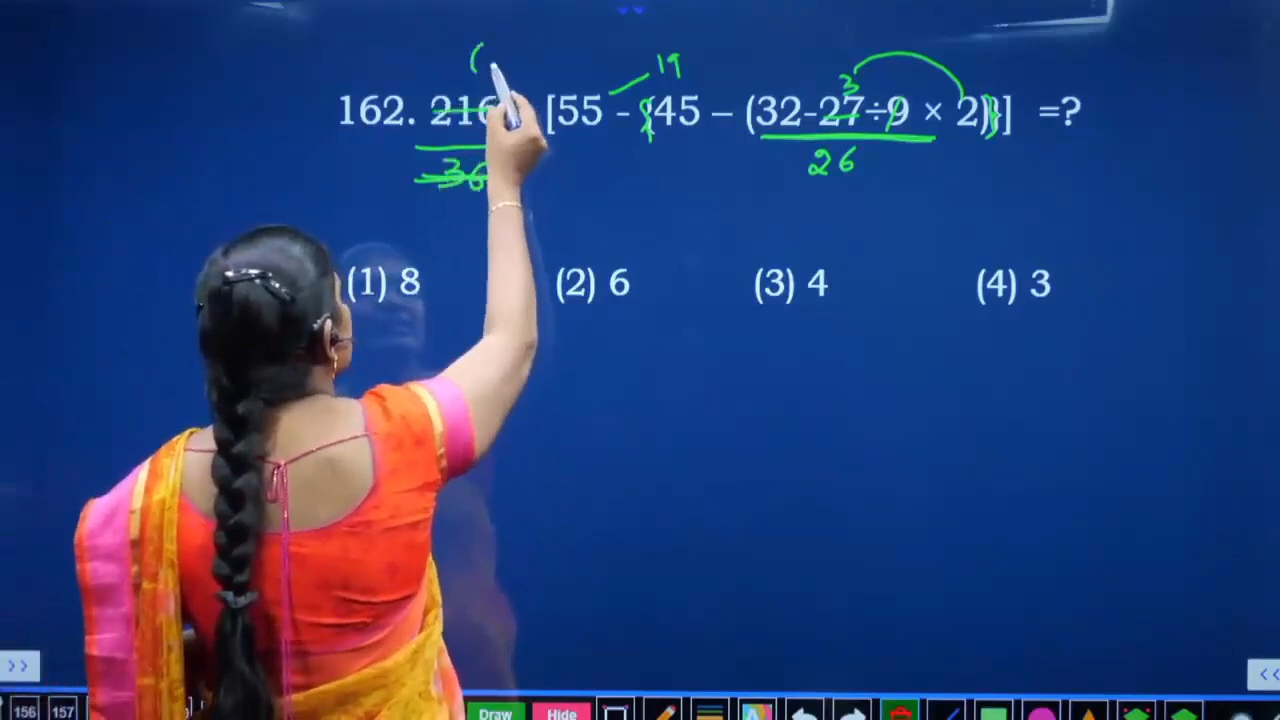 19
3
162. 216 [55 - {45 – (32-27÷9 × 2)}] =?
36
26
(1) 8 (2) 6 (3) 4 (4) 3
>> <<
156 157 Draw Hide